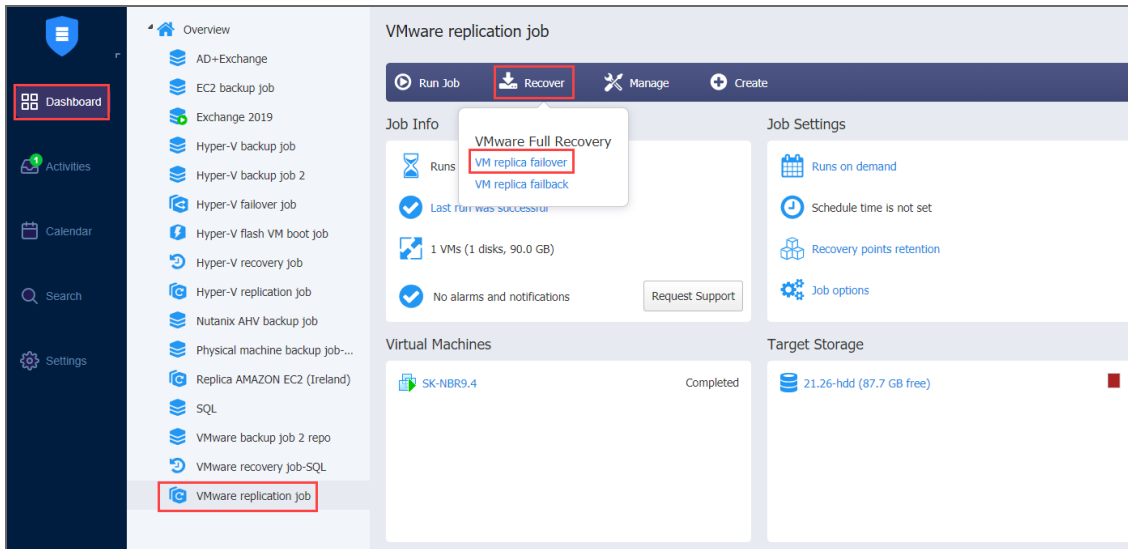 Dashboard
1
Activities
Calendar
Search
Settings
Overview
AD+Exchange
EC2 backup job
Exchange 2019
Hyper-V backup job
Hyper-V backup job 2
Hyper-V failover job
Hyper-V flash VM boot job
Hyper-V recovery job
Hyper-V replication job
Nutanix AHV backup job
Physical machine backup job-...
Replica AMAZON EC2 (Ireland)
SQL
VMware backup job 2 repo
VMware recovery job-SQL
VMware replication job
VMware replication job
Run Job
Recover
Manage
Create
Job Info
VMware Full Recovery
VM replica failover
VM replica failback
Runs
Last run was successful
1 VMs (1 disks, 90.0 GB)
No alarms and notifications
Request Support
Job Settings
Runs on demand
Schedule time is not set
Recovery points retention
Job options
Virtual Machines
SK-NBR9.4
Completed
Target Storage
21.26-hdd (87.7 GB free)